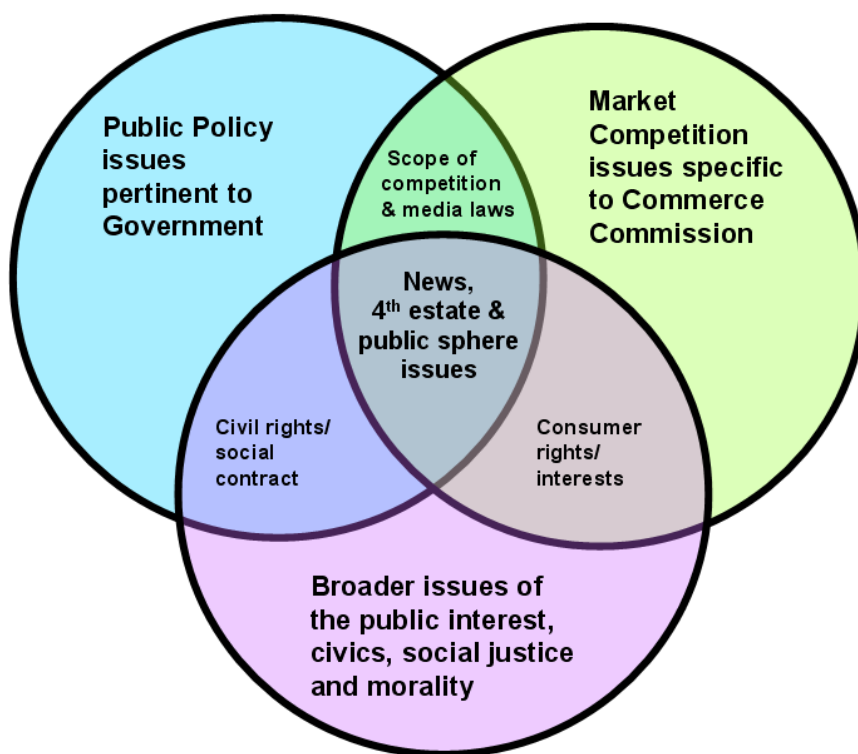 Public Policy
issues
pertinent to
Government
Scope of
competition
& media laws
Market
Competition
issues specific
to Commerce
Commission
News,
4th estate &
public sphere
issues
Civil rights/
social
contract
Consumer
rights/
interests
Broader issues of
the public interest,
civics, social justice
and morality